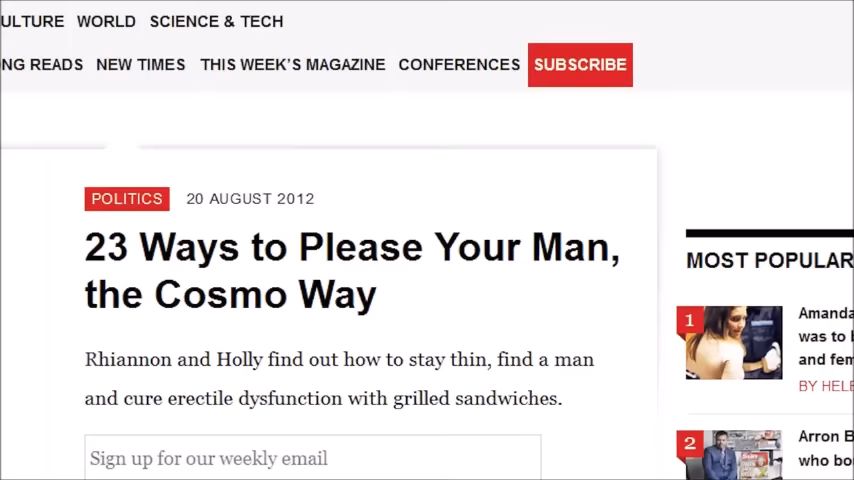 ULTURE WORLD SCIENCE & TECH
NG READS NEW TIMES THIS WEEK'S MAGAZINE CONFERENCES SUBSCRIBE
POLITICS 20 AUGUST 2012
23 Ways to Please Your Man,
the Cosmo Way
Rhiannon and Holly find out how to stay thin, find a man
and cure erectile dysfunction with grilled sandwiches.
Sign up for our weekly email
MOST POPULAR
1
Amanda
was to b
and fem
BY HELE
2
Arron B
who bo